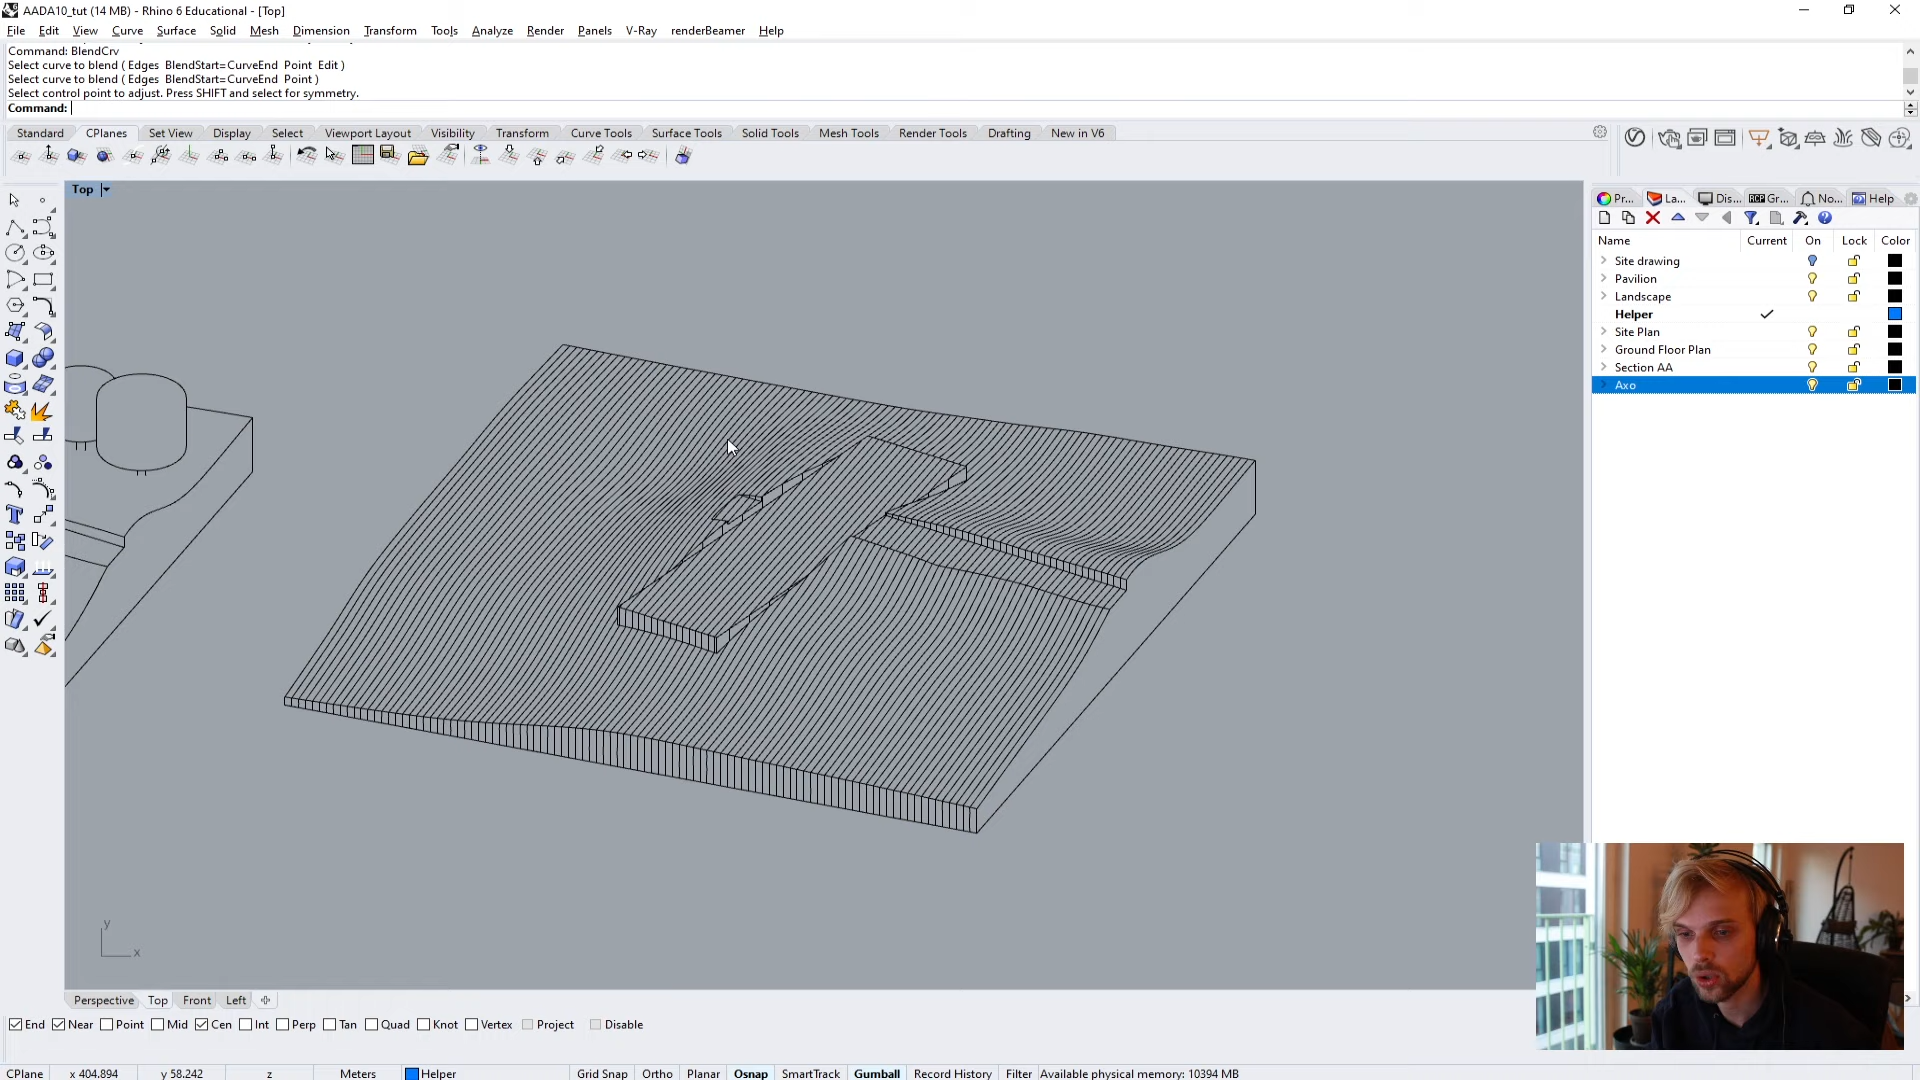 AADA10_tut (14 MB) - Rhino 6 Educational - [Top]
File Edit View Curve Surface Solid Mesh Dimension Transform Tools Analyze Render Panels V-Ray renderBeamer Help
Command: BlendCrv
Select curve to blend ( Edges BlendStart=CurveEnd Point Edit )
Select curve to blend ( Edges BlendStart=CurveEnd Point )
Select control point to adjust. Press SHIFT and select for symmetry.
Command:
Standard CPlanes Set View Display Select Viewport Layout Visibility Transform Curve Tools Surface Tools Solid Tools Mesh Tools Render Tools Drafting New in V6
Top
Pr... La... Dis... Gr... No... Help
Name Current On Lock Color
Site drawing
Pavilion
Landscape
Helper
Site Plan
Ground Floor Plan
Section AA
Axo
y
x
Perspective Top Front Left
End Near Point Mid Cen Int Perp Tan Quad Knot Vertex Project Disable
CPlane x 404.894 y 58.242 z Meters Helper Grid Snap Ortho Planar Osnap SmartTrack Gumball Record History Filter Available physical memory: 10394 MB